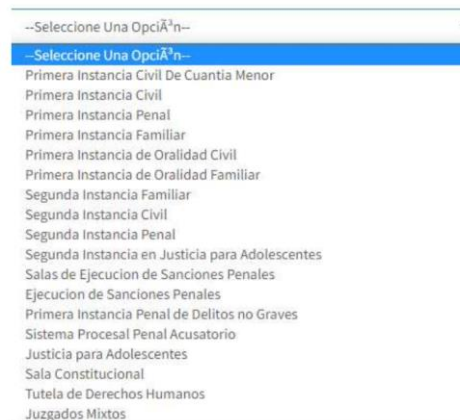 --Seleccione Una OpciÃ³n--
--Seleccione Una OpciÃ³n--
Primera Instancia Civil De Cuantia Menor
Primera Instancia Civil
Primera Instancia Penal
Primera Instancia Familiar
Primera Instancia de Oralidad Civil
Primera Instancia de Oralidad Familiar
Segunda Instancia Familiar
Segunda Instancia Civil
Segunda Instancia Penal
Segunda Instancia en Justicia para Adolescentes
Salas de Ejecucion de Sanciones Penales
Ejecucion de Sanciones Penales
Primera Instancia Penal de Delitos no Graves
Sistema Procesal Penal Acusatorio
Justicia para Adolescentes
Sala Constitucional
Tutela de Derechos Humanos
Juzgados Mixtos